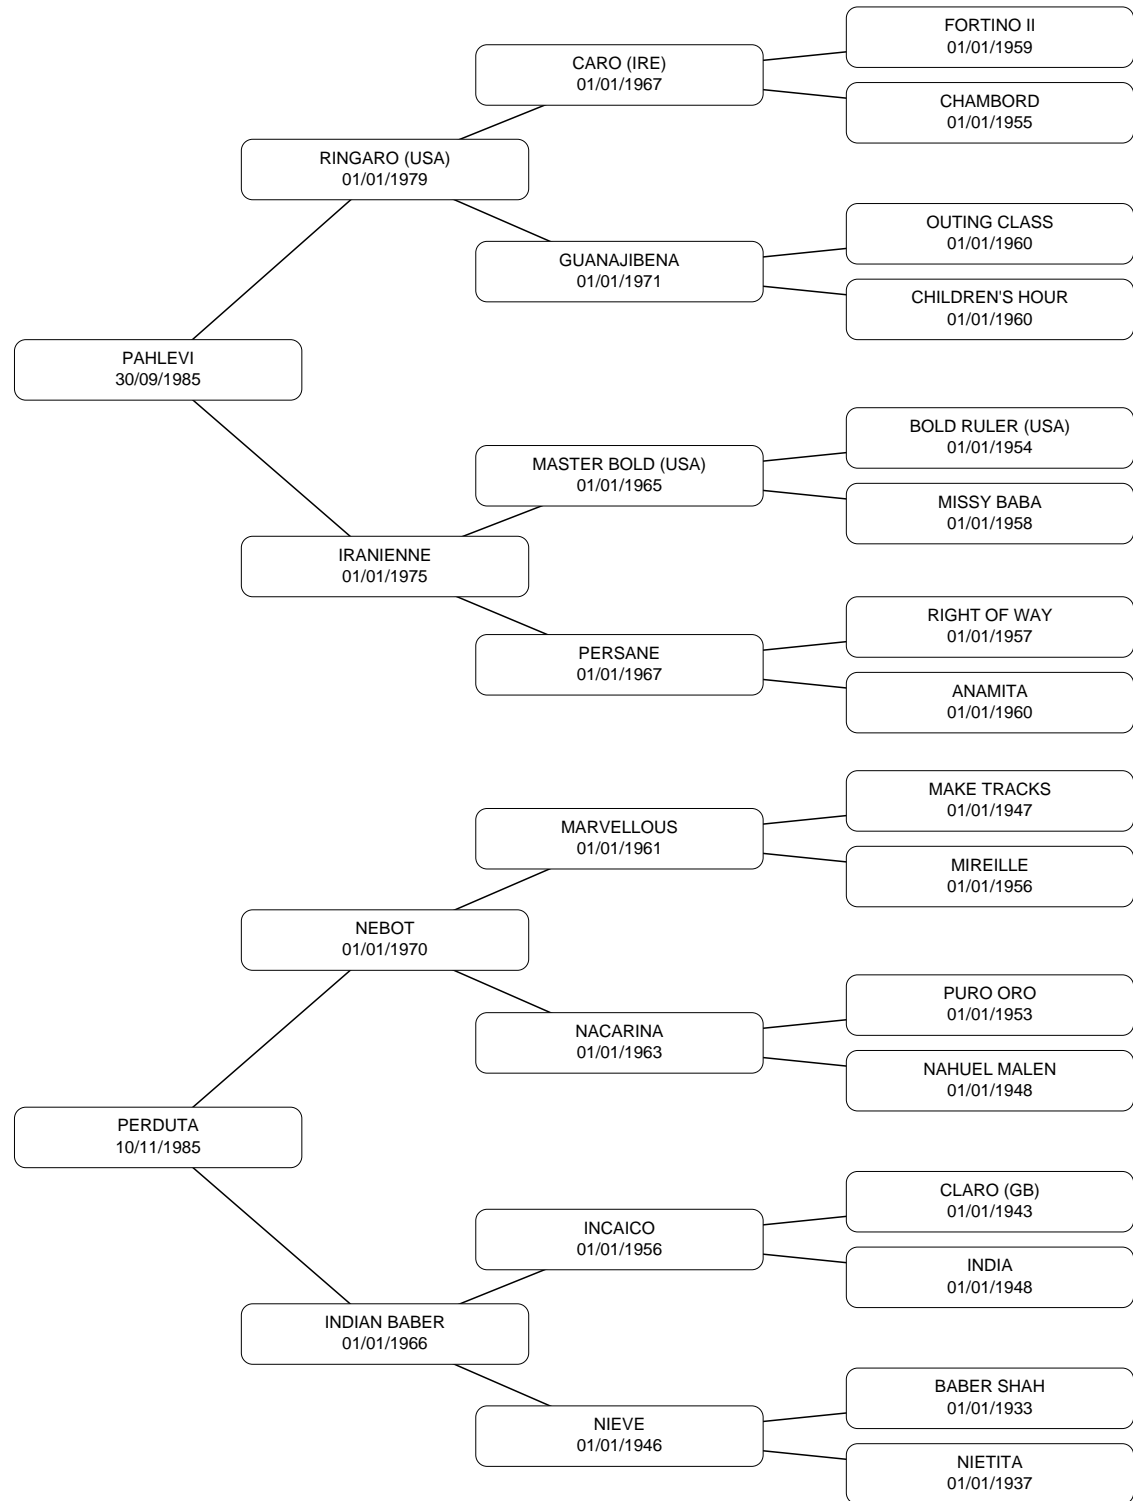 FORTINO II
01/01/1959
CARO (IRE)
01/01/1967
CHAMBORD
01/01/1955
RINGARO (USA)
01/01/1979
OUTING CLASS
01/01/1960
GUANAJIBENA
01/01/1971
CHILDREN'S HOUR
01/01/1960
PAHLEVI
30/09/1985
BOLD RULER (USA)
01/01/1954
MASTER BOLD (USA)
01/01/1965
MISSY BABA
01/01/1958
IRANIENNE
01/01/1975
RIGHT OF WAY
01/01/1957
PERSANE
01/01/1967
ANAMITA
01/01/1960
MAKE TRACKS
01/01/1947
MARVELLOUS
01/01/1961
MIREILLE
01/01/1956
NEBOT
01/01/1970
PURO ORO
01/01/1953
NACARINA
01/01/1963
NAHUEL MALEN
01/01/1948
PERDUTA
10/11/1985
CLARO (GB)
01/01/1943
INCAICO
01/01/1956
INDIA
01/01/1948
INDIAN BABER
01/01/1966
BABER SHAH
01/01/1933
NIEVE
01/01/1946
NIETITA
01/01/1937